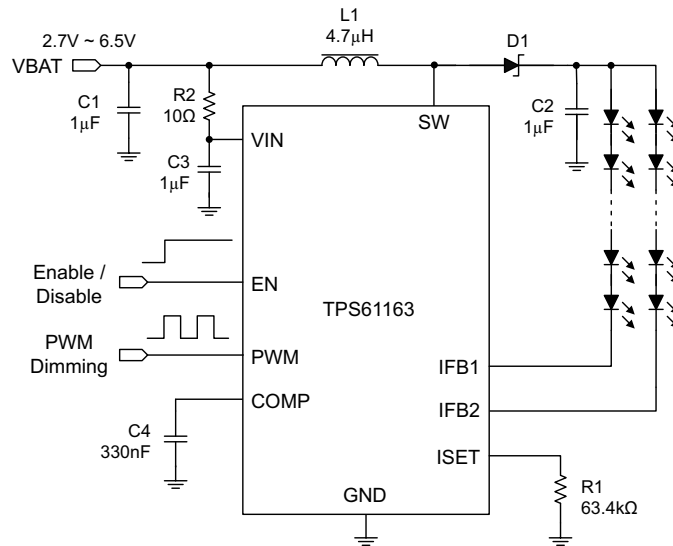 L1
4.7μH
D1
2.7V ~ 6.5V
VBAT
C1
1μF
R2
10Ω
C2
1μF
SW
VIN
C3
1μF
Enable /
Disable
EN
TPS61163
PWM
Dimming
PWM
IFB1
COMP
IFB2
C4
330nF
ISET
R1
63.4kΩ
GND